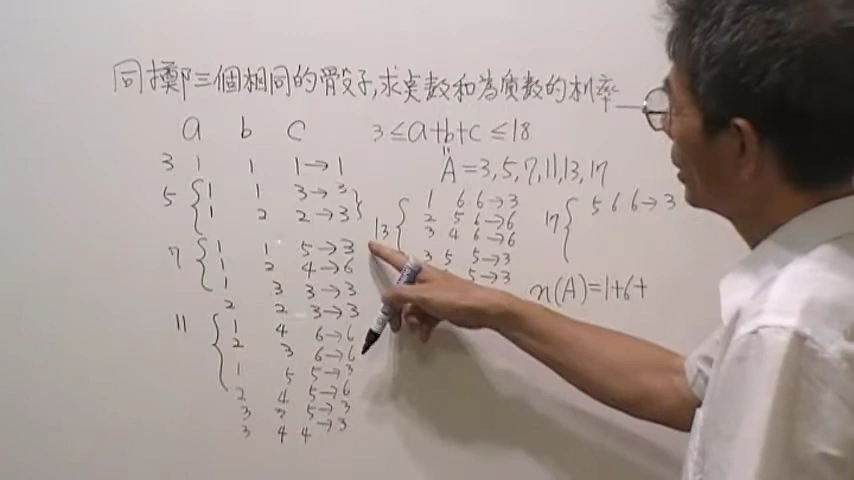 同擲三個相同的骰子,求点数和為质数的机率
a b c 3≤a+b+c≤18
A=3,5,7,11,13,17
3 1 1 1→1
5 1 1 3→3
1 2 2→3
7 1 1 5→3
1 2 4→6
1 3 3→3
2 2 3→3
11 1 4 6→6
2 3 6→6
1 5 5→3
2 4 5→6
3 3 5→3
3 4 4→3
13 1 6 6→3
2 5 6→6
3 4 6→6
3 5 5→3
5→3
17 5 6 6→3
n(A)=1+6+